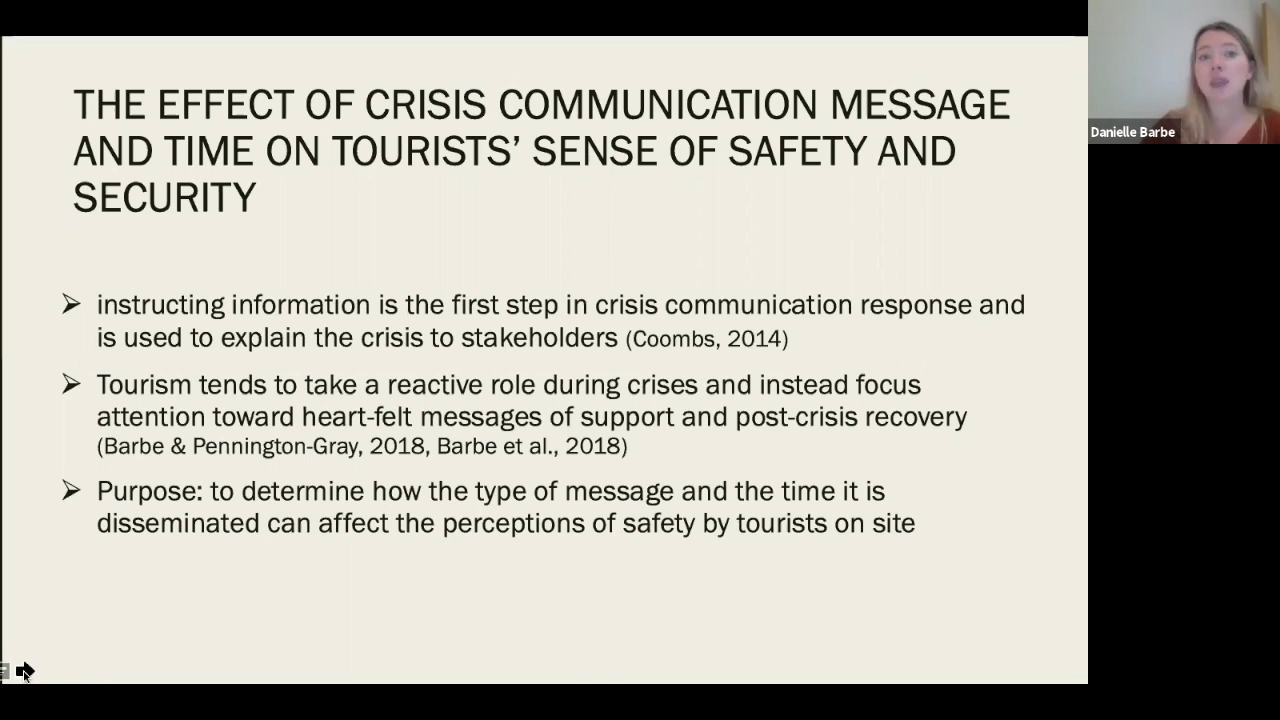 THE EFFECT OF CRISIS COMMUNICATION MESSAGE
AND TIME ON TOURISTS’ SENSE OF SAFETY AND
SECURITY
➢ instructing information is the first step in crisis communication response and
is used to explain the crisis to stakeholders (Coombs, 2014)
➢ Tourism tends to take a reactive role during crises and instead focus
attention toward heart-felt messages of support and post-crisis recovery
(Barbe & Pennington-Gray, 2018, Barbe et al., 2018)
➢ Purpose: to determine how the type of message and the time it is
disseminated can affect the perceptions of safety by tourists on site
Danielle Barbe